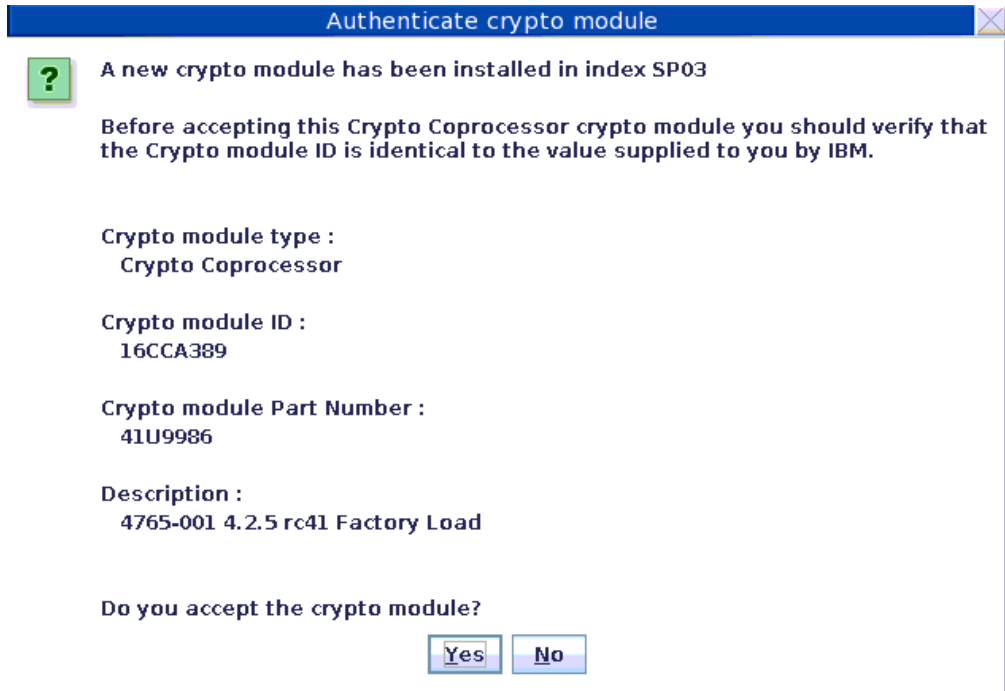 Authenticate crypto module
? A new crypto module has been installed in index SP03
Before accepting this Crypto Coprocessor crypto module you should verify that
the Crypto module ID is identical to the value supplied to you by IBM.
Crypto module type :
Crypto Coprocessor
Crypto module ID :
16CCA389
Crypto module Part Number :
41U9986
Description :
4765-001 4.2.5 rc41 Factory Load
Do you accept the crypto module?
Yes No